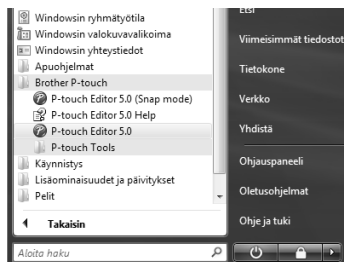 Windowsin ryhmätyötila
Windowsin valokuvavalikoima
Windowsin yhteystiedot
Apuohjelmat
Brother P-touch
P-touch Editor 5.0 (Snap mode)
P-touch Editor 5.0 Help
P-touch Editor 5.0
P-touch Tools
Käynnistys
Lisäominaisuudet ja päivitykset
Pelit
Takaisin
Aloita haku
Etsi
Viimeisimmät tiedostot
Tietokone
Verkko
Yhdistä
Ohjauspaneeli
Oletusohjelmat
Ohje ja tuki